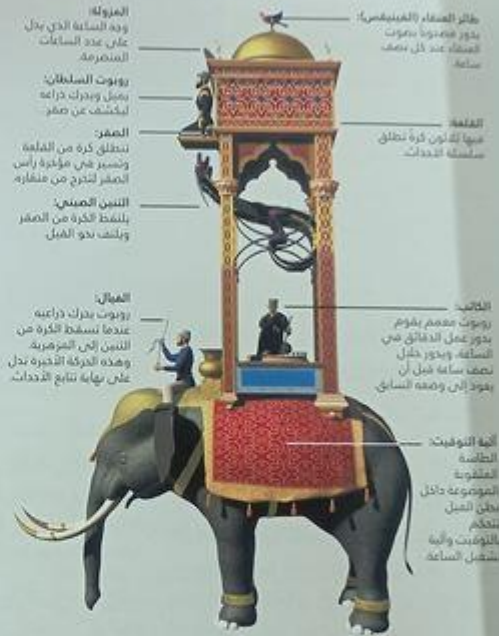 المزولة:
وجه الساعة الذي يدل
على عدد الساعات
المنصرمة.
روبوت السلطان:
يميل ويحرك ذراعه
ليكشف عن صقر.
الصقر:
تنطلق كرة من القلعة
وتسير في مؤخرة رأس
الصقر لتخرج من منقاره.
التنين الصيني:
يلتقط الكرة من الصقر
ويلتف نحو الفيل.
الفيال:
روبوت يحرك ذراعيه
عندما تسقط الكرة من
التنين إلى المزهرية.
وهذه الحركة الأخيرة تدل
على نهاية تتابع الأحداث.
طائر العنقاء (الفينيقس):
يدور مصحوباً بصوت
العنقاء عند كل نصف
ساعة.
القلعة:
فيها ثلاثون كرة تطلق
سلسلة الأحداث.
الكاتب:
روبوت معمم يقوم
بدور عمل الدقائق في
الساعة. ويدور خلال
نصف ساعة قبل أن
يعود إلى وضعه السابق.
آلية التوقيت:
الطاسة
المثقوبة
الموضوعة داخل
بطن الفيل
تتحكم
بالتوقيت وآلية
تشغيل الساعة.